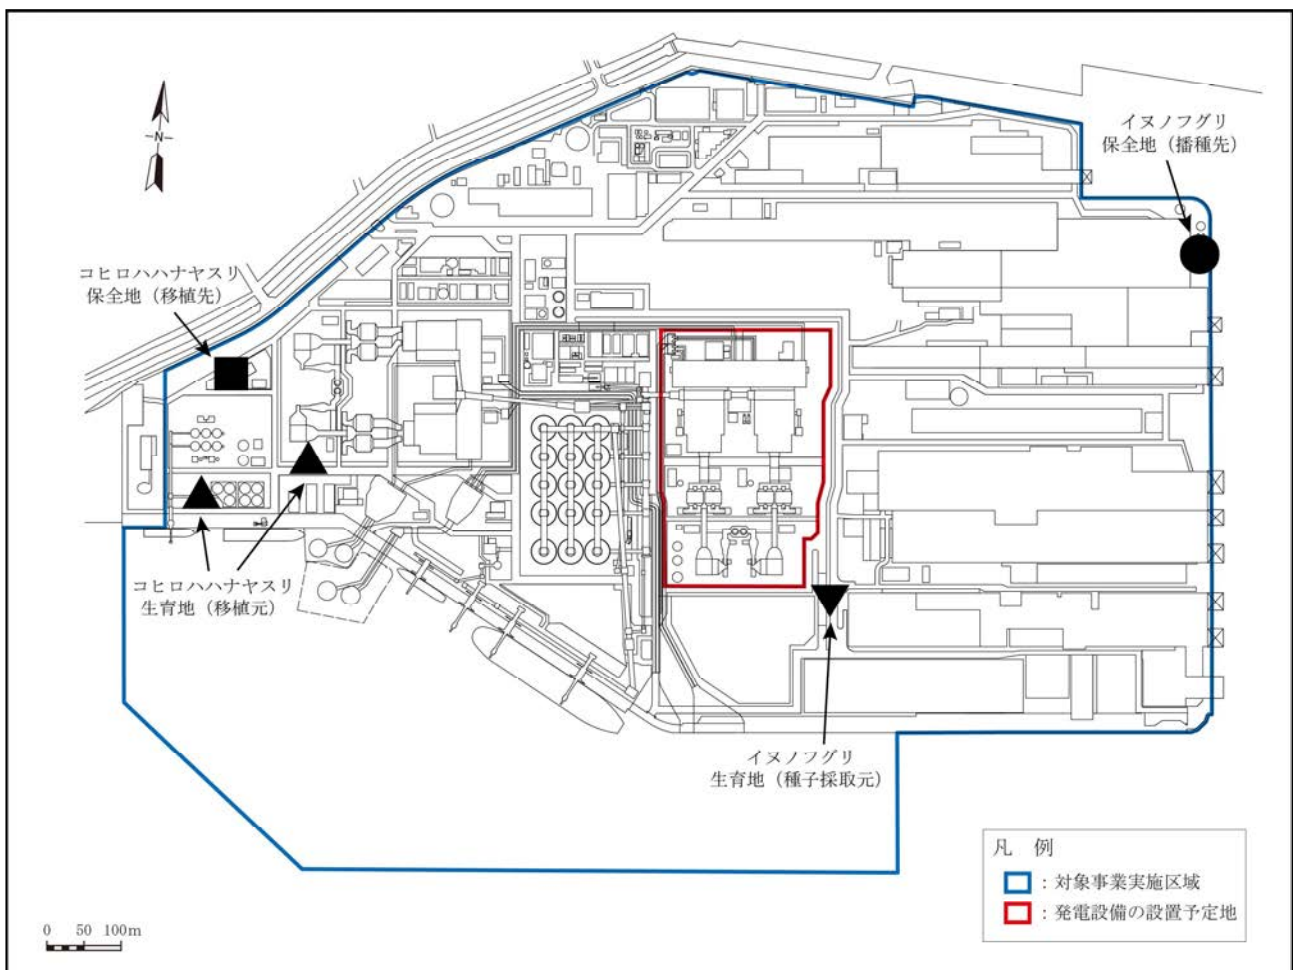 イヌノフグリ
保全地（播種先）
N
コヒロハハナヤスリ
保全地（移植先）
コヒロハハナヤスリ
生育地（移植元）
イヌノフグリ
生育地（種子採取元）
凡 例
：対象事業実施区域
：発電設備の設置予定地
0 50 100m